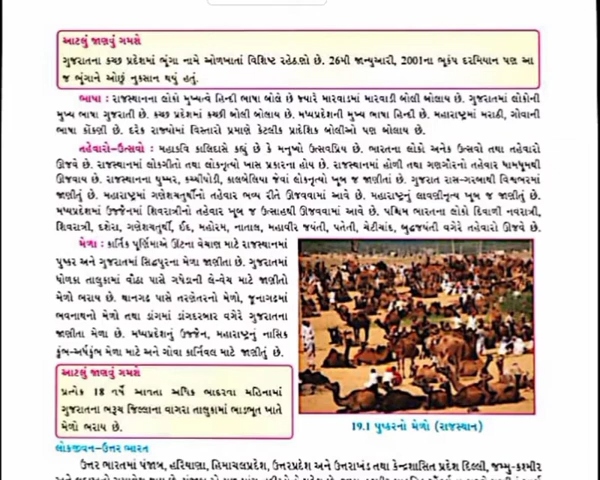 આટલું જાણવું ગમશે
ગુજરાતના કચ્છ પ્રદેશમાં ભૂંગા નામે ઓળખાતાં વિશિષ્ટ રહેઠાણો છે. 26મી જાન્યુઆરી, 2001ના ભૂકંપ દરમિયાન પણ આ
જ ભૂંગાને ઓછું નુકસાન થયું હતું.
ભાષા : રાજસ્થાનના લોકો મુખ્યત્વે હિન્દી ભાષા બોલે છે જ્યારે મારવાડમાં મારવાડી બોલી બોલાય છે. ગુજરાતમાં લોકોની
મુખ્ય ભાષા ગુજરાતી છે. કચ્છ પ્રદેશમાં કચ્છી બોલી બોલાય છે. મધ્યપ્રદેશની મુખ્ય ભાષા હિન્દી છે. મહારાષ્ટ્રમાં મરાઠી, ગોવાની
ભાષા કોંકણી છે. દરેક રાજ્યોમાં વિસ્તારો પ્રમાણે કેટલીક પ્રાદેશિક બોલીઓ પણ બોલાય છે.
તહેવારો-ઉત્સવો : મહાકવિ કાલિદાસે કહ્યું છે કે મનુષ્યો ઉત્સવપ્રિય છે. ભારતના લોકો અનેક ઉત્સવો તથા તહેવારો
ઊજવે છે. રાજસ્થાનમાં લોકગીતો તથા લોકનૃત્યો ખાસ પ્રકારના હોય છે. રાજસ્થાનમાં હોળી તથા ગણગોરનો તહેવાર ધામધૂમથી
ઊજવાય છે. રાજસ્થાનના ઘુમ્મર, કચ્છીઘોડી, કાલબેલિયા જેવાં લોકનૃત્યો ખૂબ જ જાણીતાં છે. ગુજરાત રાસ-ગરબાથી વિશ્વભરમાં
જાણીતું છે. મહારાષ્ટ્રમાં ગણેશચતુર્થીનો તહેવાર ભવ્ય રીતે ઊજવવામાં આવે છે. મહારાષ્ટ્રનું લાવણીનૃત્ય ખૂબ જ જાણીતું છે.
મધ્યપ્રદેશમાં ઉજ્જૈનમાં શિવરાત્રીનો તહેવાર ખૂબ જ ઉત્સાહથી ઊજવવામાં આવે છે. પશ્ચિમ ભારતના લોકો દિવાળી નવરાત્રી,
શિવરાત્રી, દશેરા, ગણેશચતુર્થી, ઈદ, મહોરમ, નાતાલ, મહાવીર જયંતી, પતેતી, ચેટીચાંદ, બુદ્ધજયંતી વગેરે તહેવારો ઊજવે છે.
મેળા : કાર્તિક પૂર્ણિમાએ ઊંટના વેચાણ માટે રાજસ્થાનમાં
પુષ્કર અને ગુજરાતમાં સિદ્ધપુરના મેળા જાણીતા છે. ગુજરાતમાં
ધોળકા તાલુકામાં વૌઠા પાસે ગધેડાની લે-વેચ માટે જાણીતો
મેળો ભરાય છે. થાનગઢ પાસે તરણેતરનો મેળો, જૂનાગઢમાં
ભવનાથનો મેળો તથા ડાંગમાં ડાંગદરબાર વગેરે ગુજરાતના
જાણીતા મેળા છે. મધ્યપ્રદેશનું ઉજ્જૈન, મહારાષ્ટ્રનું નાસિક
કુંભ-અર્ધકુંભ મેળા માટે અને ગોવા કાર્નિવલ માટે જાણીતું છે.
આટલું જાણવું ગમશે
પ્રત્યેક 18 વર્ષે આવતા અધિક ભાદરવા મહિનામાં
ગુજરાતના ભરૂચ જિલ્લાના વાગરા તાલુકામાં ભાડભૂત ખાતે
મેળો ભરાય છે.
19.1 પુષ્કરનો મેળો (રાજસ્થાન)
લોકજીવન-ઉત્તર ભારત
ઉત્તર ભારતમાં પંજાબ, હરિયાણા, હિમાચલપ્રદેશ, ઉત્તરપ્રદેશ અને ઉત્તરાખંડ તથા કેન્દ્રશાસિત પ્રદેશ દિલ્લી, જમ્મુ-કશ્મીર